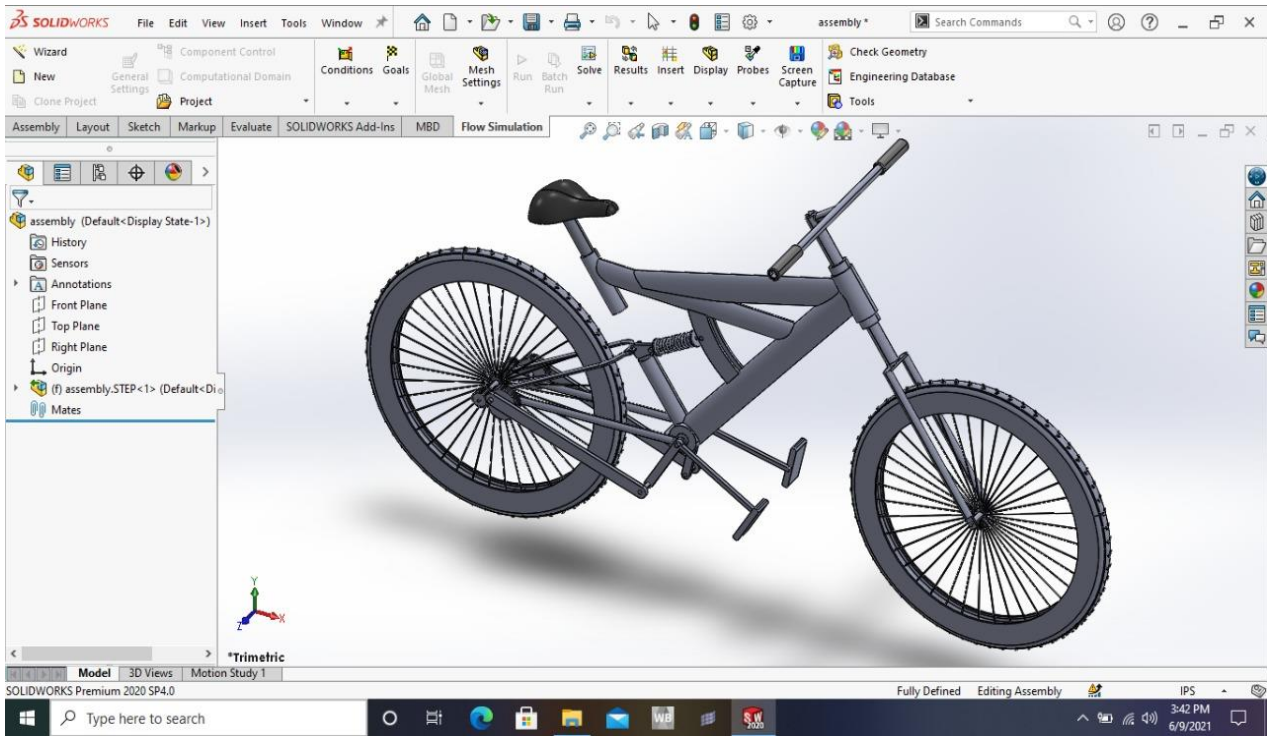 SOLIDWORKS File Edit View Insert Tools Window assembly * Search Commands
Wizard
New
Clone Project
General Settings
Component Control
Computational Domain
Project
Conditions
Goals
Global Mesh
Mesh Settings
Run
Batch Run
Solve
Results
Insert
Display
Probes
Screen Capture
Check Geometry
Engineering Database
Tools
Assembly Layout Sketch Markup Evaluate SOLIDWORKS Add-Ins MBD Flow Simulation
assembly (Default<Display State-1>)
History
Sensors
Annotations
Front Plane
Top Plane
Right Plane
Origin
(f) assembly.STEP<1> (Default<Di
Mates
Y
X
Z
*Trimetric
Model 3D Views Motion Study 1
SOLIDWORKS Premium 2020 SP4.0 Fully Defined Editing Assembly IPS
Type here to search
WB
SW
2020
3:42 PM
6/9/2021